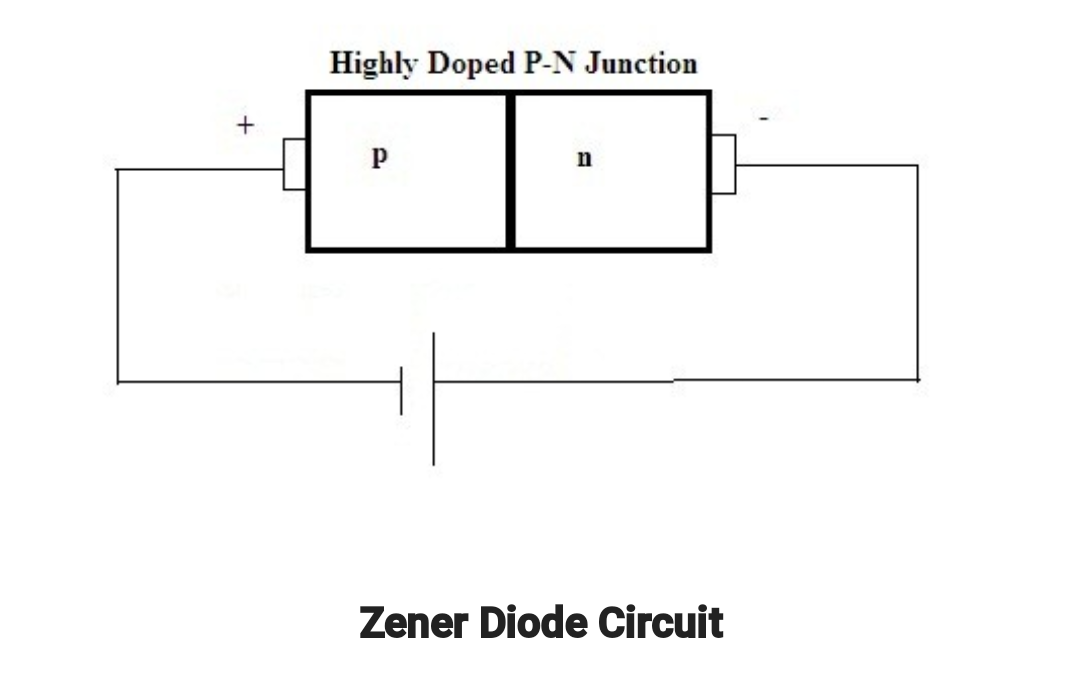 Highly Doped P-N Junction
+
-
p
n
Zener Diode Circuit